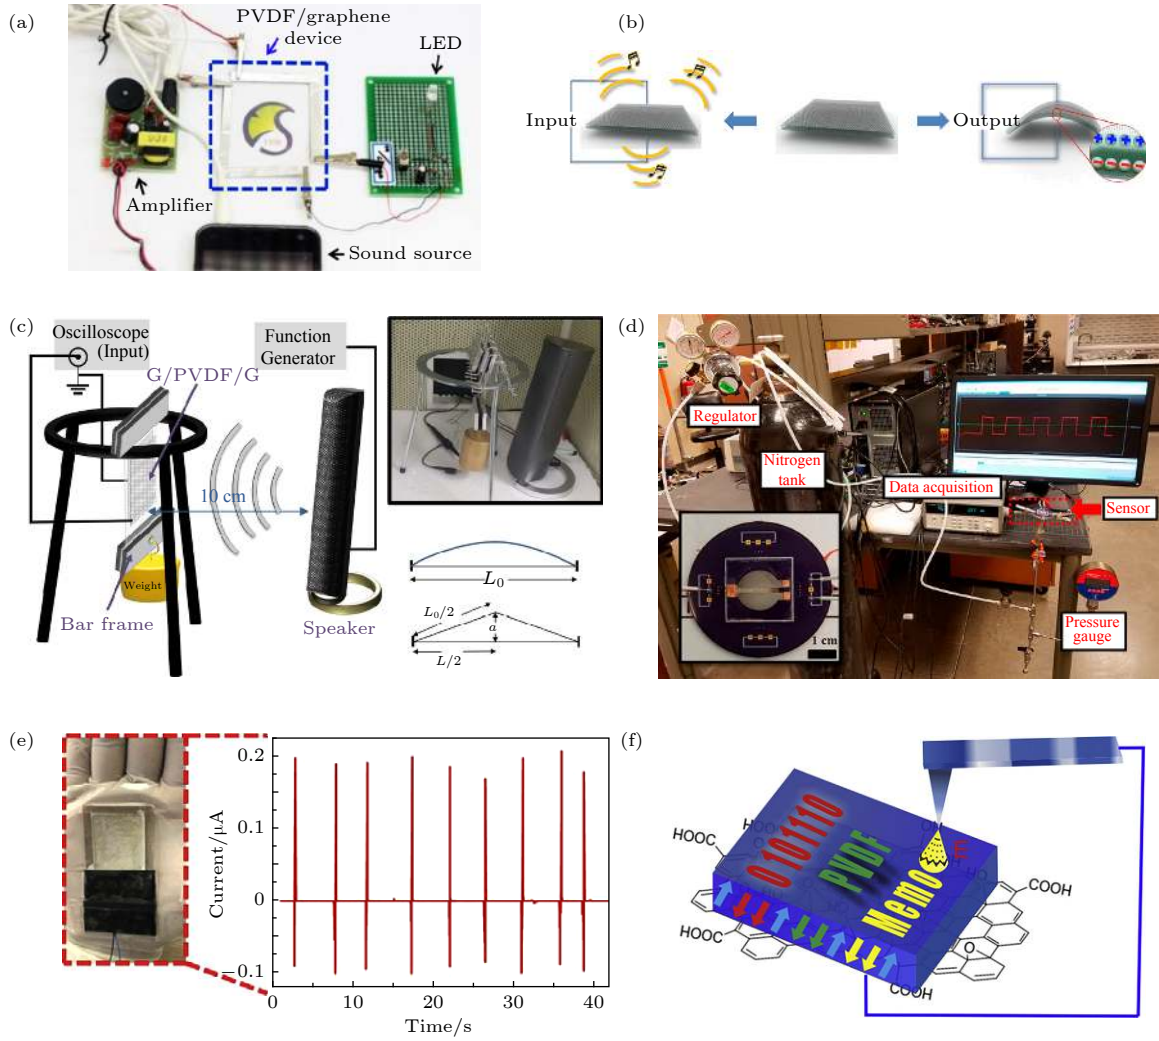 (a)
PVDF/graphene
device
LED
Amplifier
Sound source
(b)
Input
Output
(c)
Oscilloscope
(Input)
Function
Generator
G/PVDF/G
10 cm
Weight
Bar frame
Speaker
L₀
L₀/2
a
L/2
(d)
Regulator
Nitrogen
tank
Data acquisition
Sensor
Pressure
gauge
1 cm
(e)
Current/μA
0.2
0.1
0
−0.1
0
10
20
30
40
Time/s
(f)
0 101110
PVDF
Memo
HOOC
HOOC
COOH
COOH
O